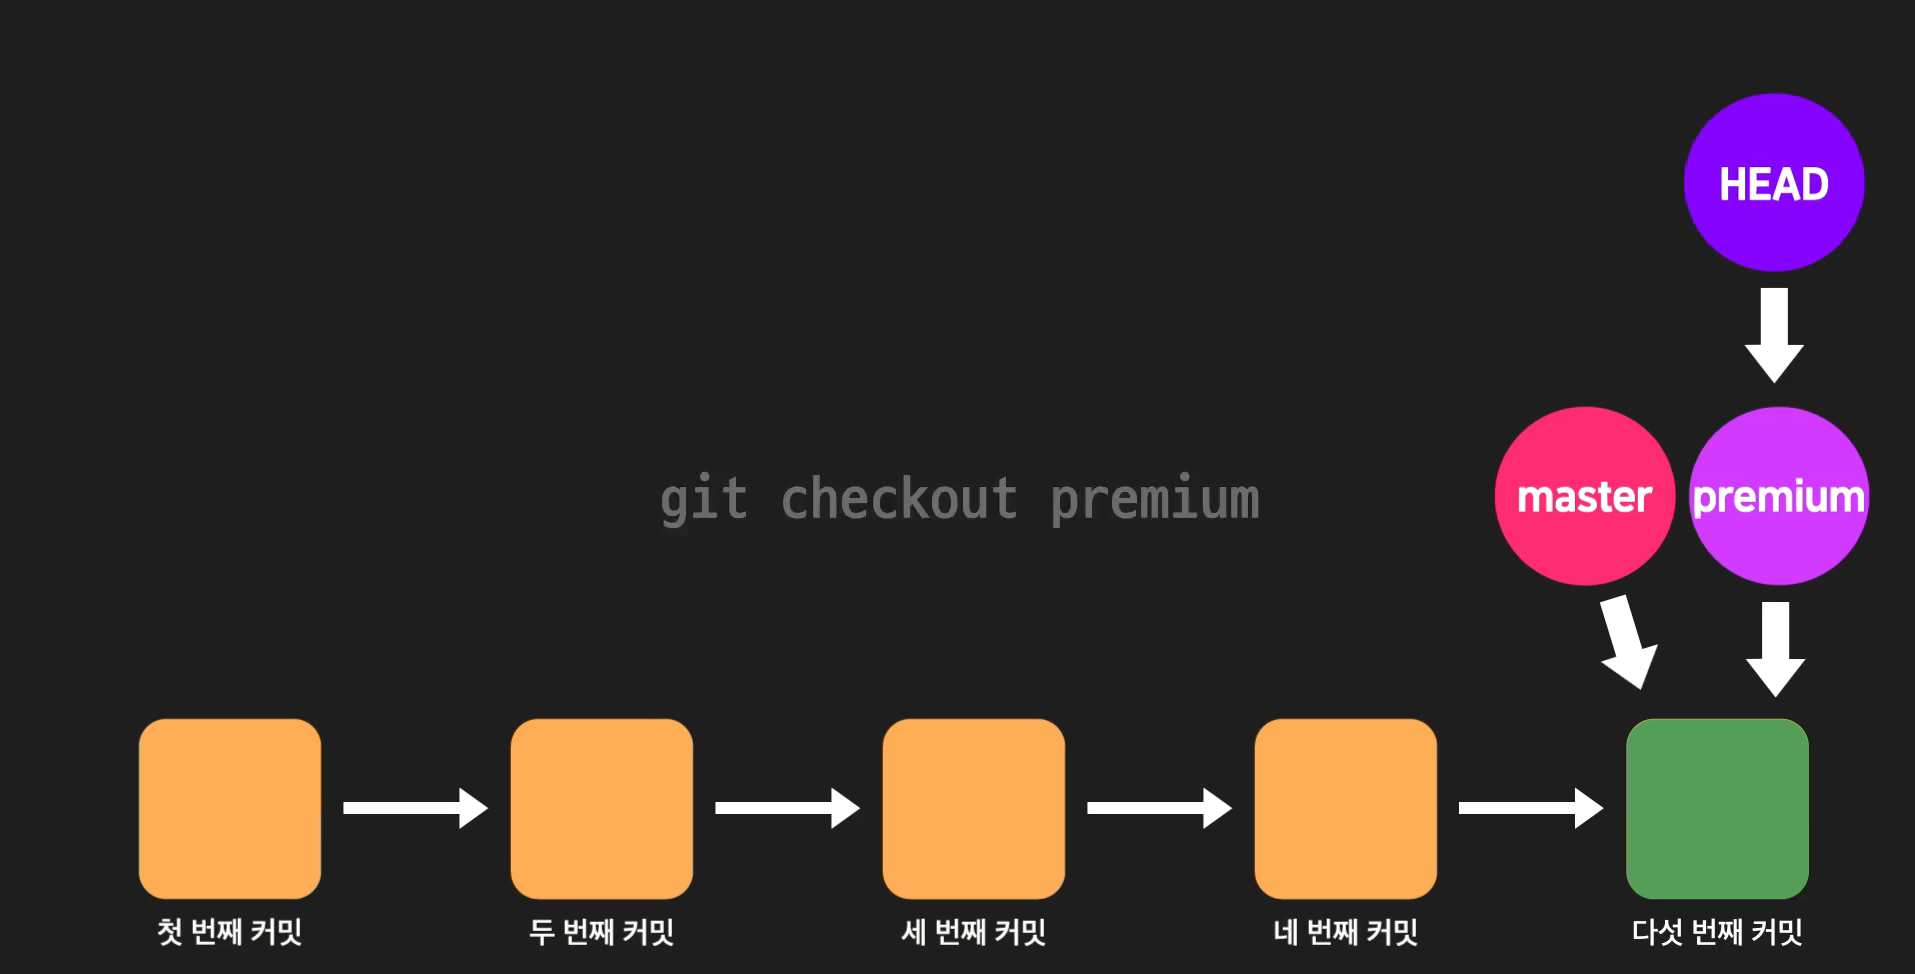 HEAD
git checkout premium
master
premium
첫 번째 커밋
두 번째 커밋
세 번째 커밋
네 번째 커밋
다섯 번째 커밋